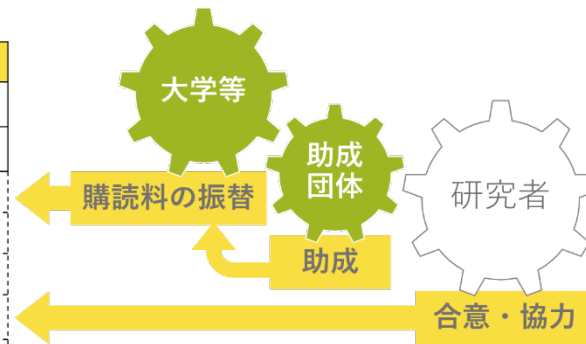 大学等
助成
団体
研究者
購読料の振替
助成
合意・協力